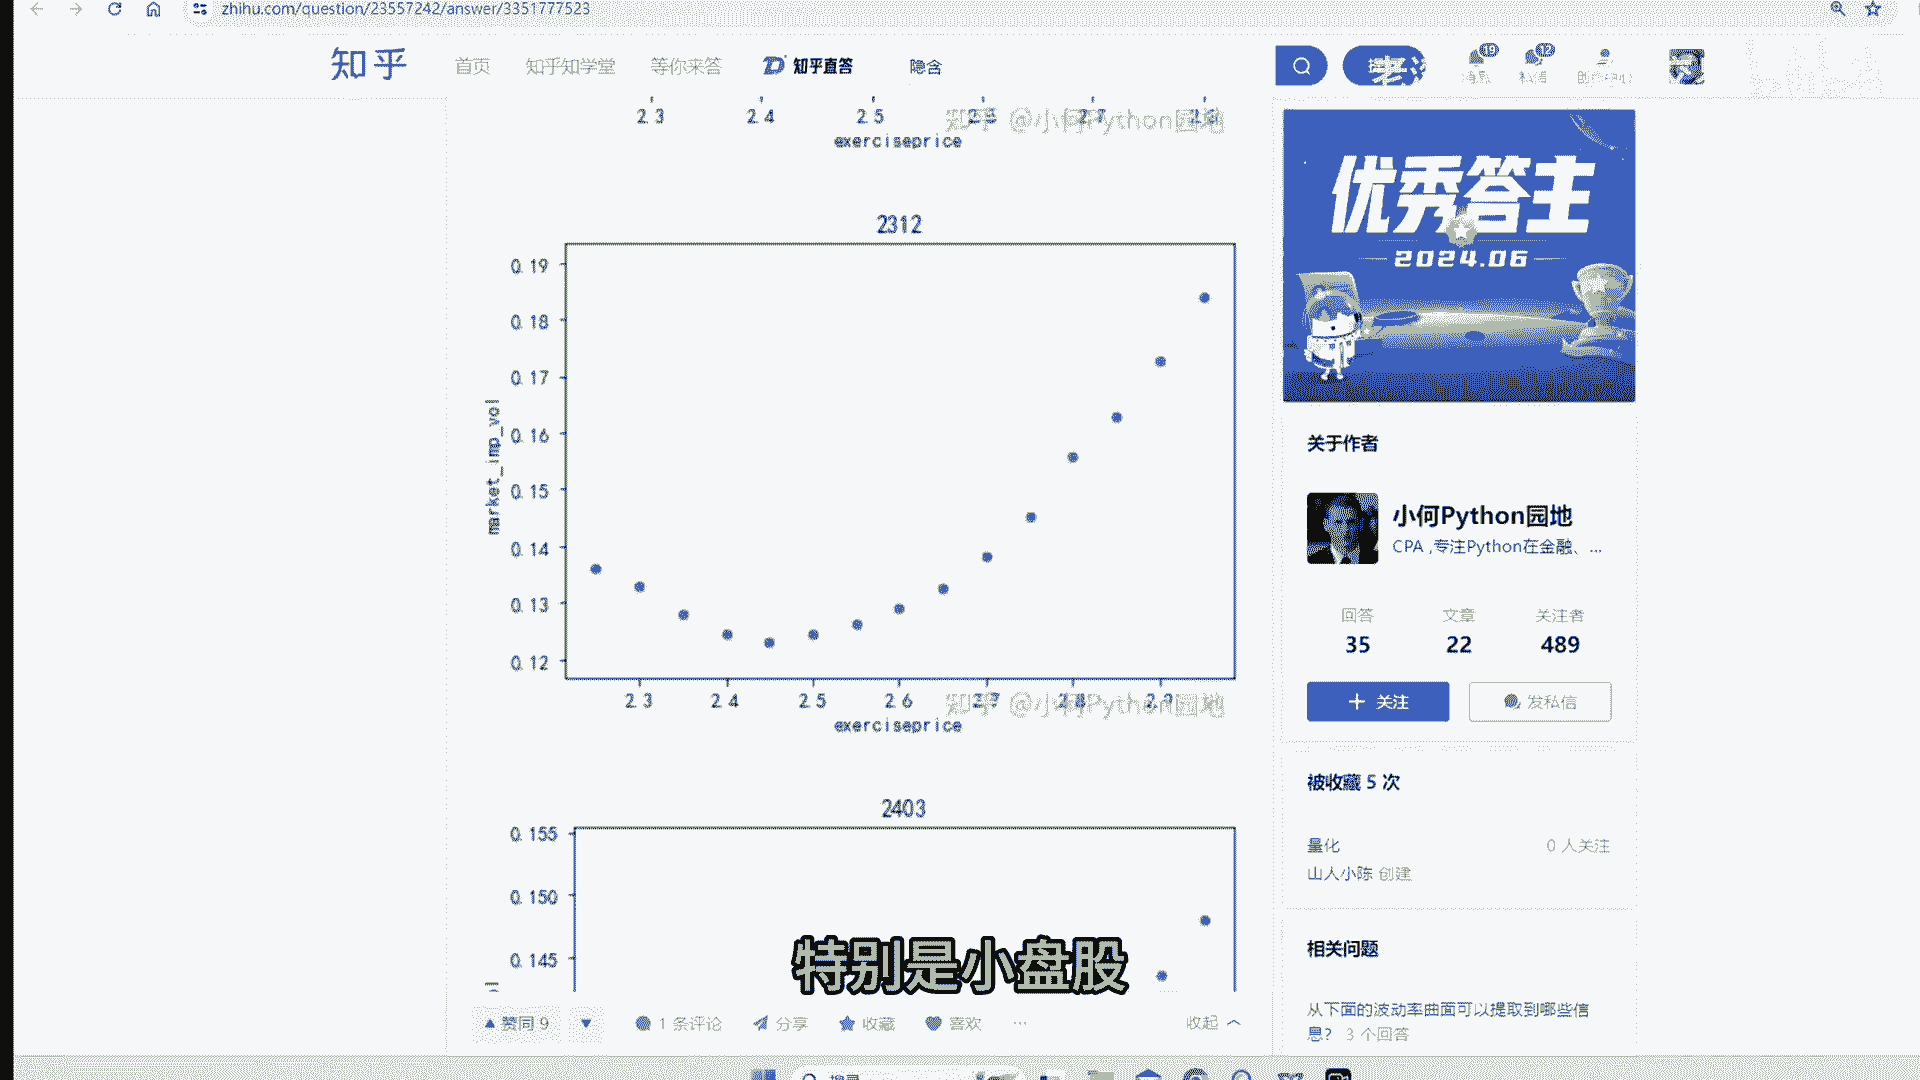 zhihu.com/question/23557242/answer/3351777523
知乎
首页
知乎知学堂
等你来答
知乎直答
隐含
19
12
消息
私信
创作中心
2.3 2.4 2.5 2.6 2.7 2.8
exerciseprice
知乎 @小何Python园地
2312
0.19
0.18
0.17
0.16
0.15
0.14
0.13
0.12
market_imp_vol
2.3 2.4 2.5 2.6 2.7 2.8 2.9
exerciseprice
知乎 @小何Python园地
2403
0.155
0.150
0.145
特别是小盘股
赞同 9
1 条评论
分享
收藏
喜欢
···
收起
优秀答主
2024.06
关于作者
小何Python园地
CPA ,专注Python在金融、...
回答
文章
关注者
35
22
489
+ 关注
发私信
被收藏 5 次
量化
0 人关注
山人小陈 创建
相关问题
从下面的波动率曲面可以提取到哪些信
息? 3 个回答